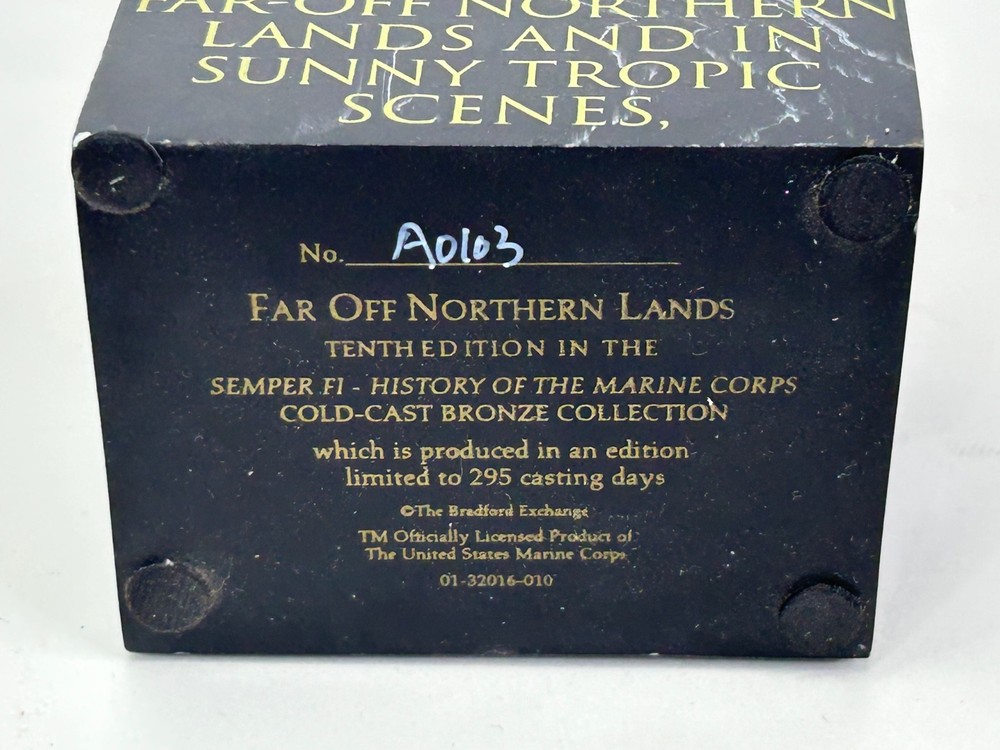 FAR-OFF NORTHERN
LANDS AND IN
SUNNY TROPIC
SCENES,
No. A0103
FAR OFF NORTHERN LANDS
TENTH EDITION IN THE
SEMPER FI - HISTORY OF THE MARINE CORPS
COLD-CAST BRONZE COLLECTION
which is produced in an edition
limited to 295 casting days
©The Bradford Exchange
TM Officially Licensed Product of
The United States Marine Corps
01-32016-010